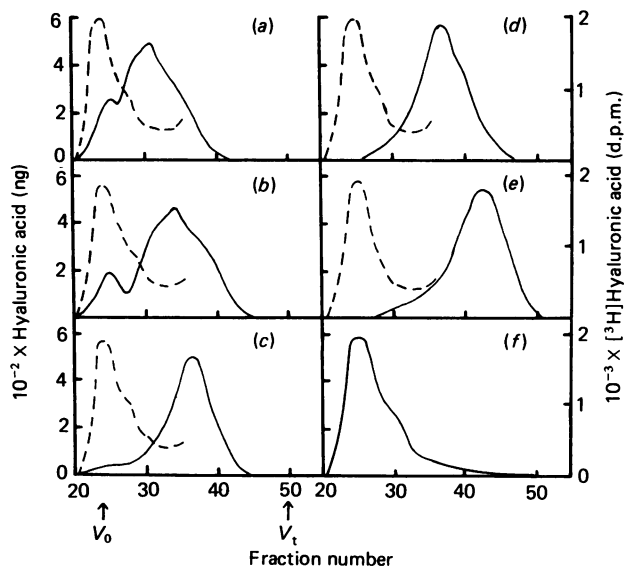 6
4
2
0
(a)
(d)
2
1
0
6
4
2
(b)
(e)
2
1
6
4
2
0
(c)
(f)
2
1
0
20 30 40 50 20 30 40 50
V₀ Vₜ
Fraction number
10⁻² X Hyaluronic acid (ng)
10⁻³ X [³H]Hyaluronic acid (d.p.m.)